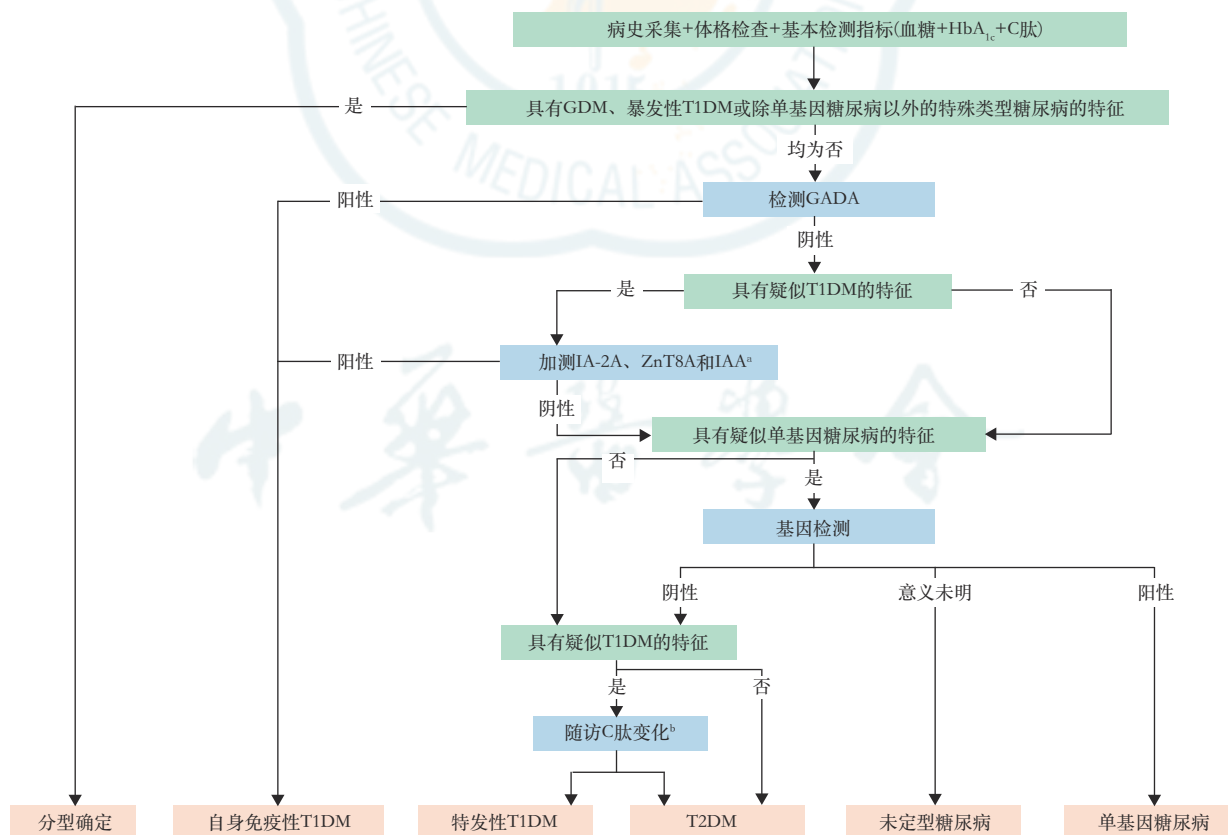 病史采集+体格检查+基本检测指标(血糖+HbA1c+C肽)
是
具有GDM、暴发性T1DM或除单基因糖尿病以外的特殊类型糖尿病的特征
均为否
阳性
检测GADA
阴性
是
具有疑似T1DM的特征
否
阳性
加测IA-2A、ZnT8A和IAAa
阴性
具有疑似单基因糖尿病的特征
否
是
基因检测
阴性
意义未明
阳性
具有疑似T1DM的特征
是
否
随访C肽变化b
分型确定
自身免疫性T1DM
特发性T1DM
T2DM
未定型糖尿病
单基因糖尿病
1915
CHINESE MEDICAL ASSOCIATION
中華醫學會